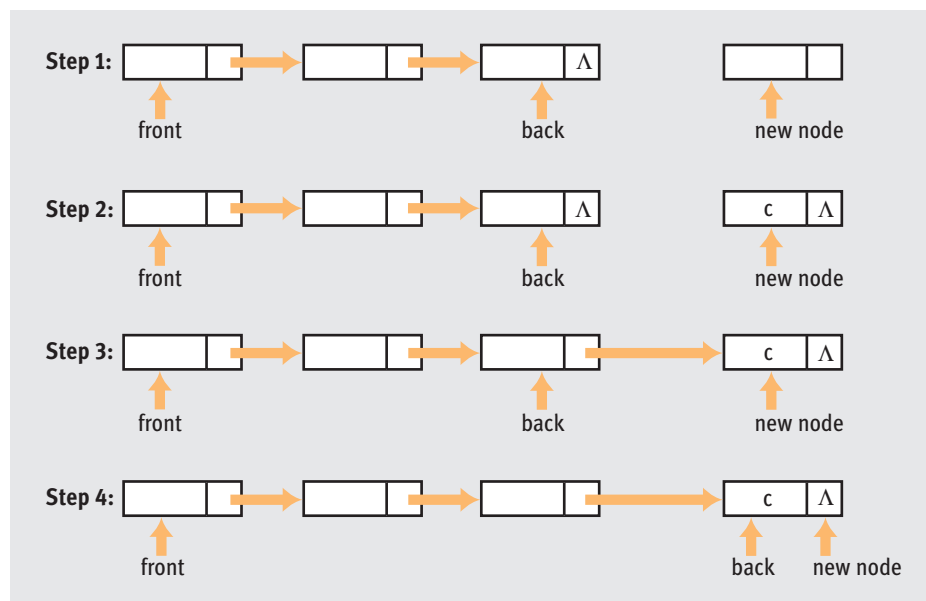 Step 1: Λ
front back new node
Step 2: Λ c Λ
front back new node
Step 3: c Λ
front back new node
Step 4: c Λ
front back new node